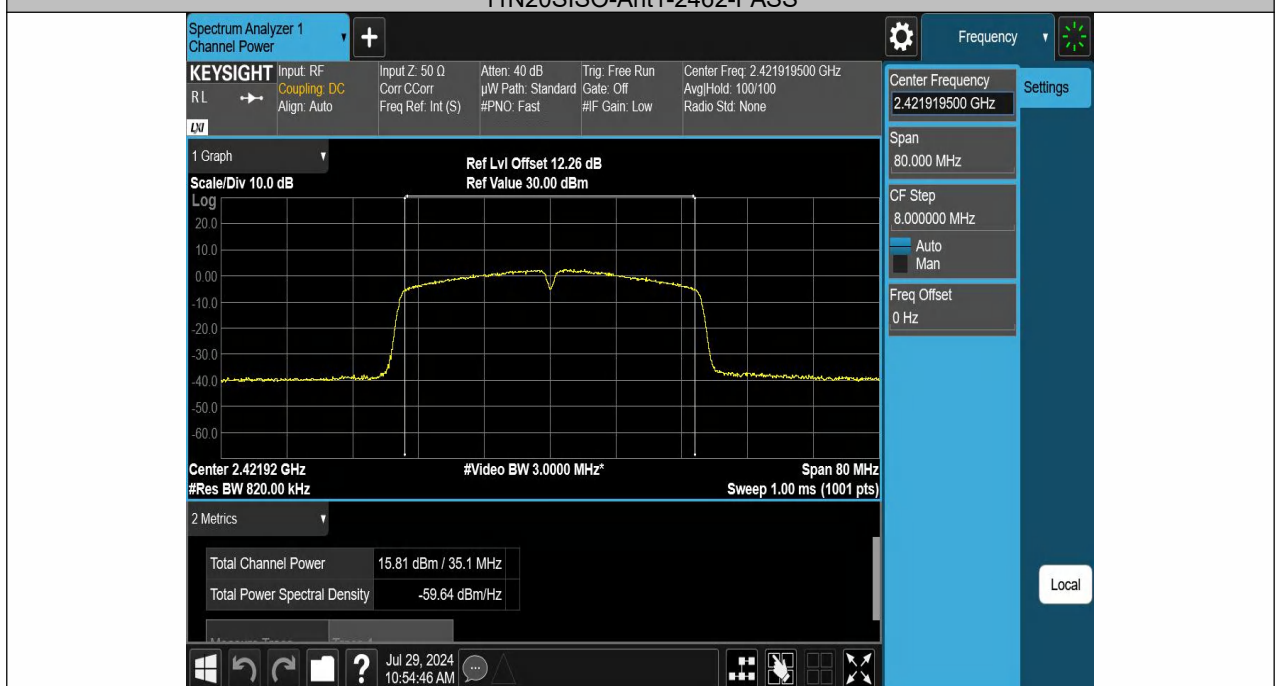 11N20SISO-Ant1-2462-PASS
Spectrum Analyzer 1
Channel Power
+
Frequency
KEYSIGHT
RL
LXI
Input: RF
Coupling: DC
Align: Auto
Input Z: 50 Ω
Corr CCorr
Freq Ref: Int (S)
Atten: 40 dB
µW Path: Standard
#PNO: Fast
Trig: Free Run
Gate: Off
#IF Gain: Low
Center Freq: 2.421919500 GHz
Avg|Hold: 100/100
Radio Std: None
Center Frequency
2.421919500 GHz
Settings
Span
80.000 MHz
CF Step
8.000000 MHz
Auto
Man
Freq Offset
0 Hz
Local
1 Graph
Scale/Div 10.0 dB
Ref Lvl Offset 12.26 dB
Ref Value 30.00 dBm
Log
20.0
10.0
0.00
-10.0
-20.0
-30.0
-40.0
-50.0
-60.0
Center 2.42192 GHz
#Res BW 820.00 kHz
#Video BW 3.0000 MHz*
Span 80 MHz
Sweep 1.00 ms (1001 pts)
2 Metrics
Total Channel Power 15.81 dBm / 35.1 MHz
Total Power Spectral Density -59.64 dBm/Hz
?
Jul 29, 2024
10:54:46 AM